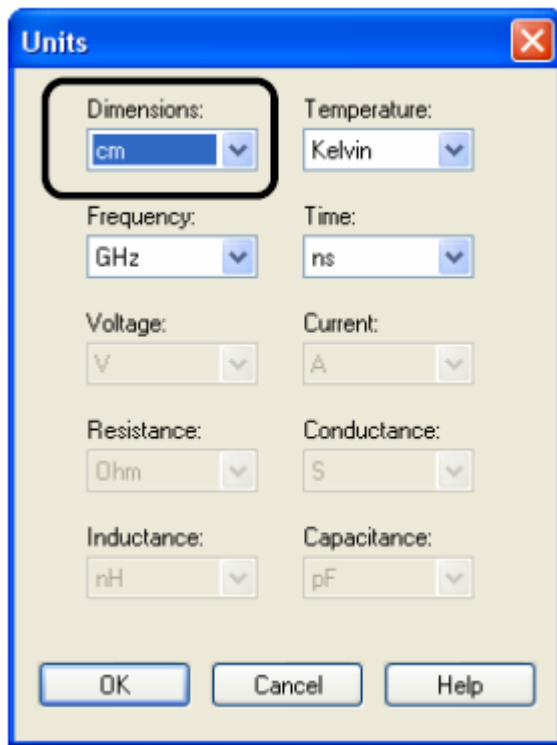 Units
Dimensions: Temperature:
cm Kelvin
Frequency: Time:
GHz ns
Voltage: Current:
V A
Resistance: Conductance:
Ohm S
Inductance: Capacitance:
nH pF
OK Cancel Help